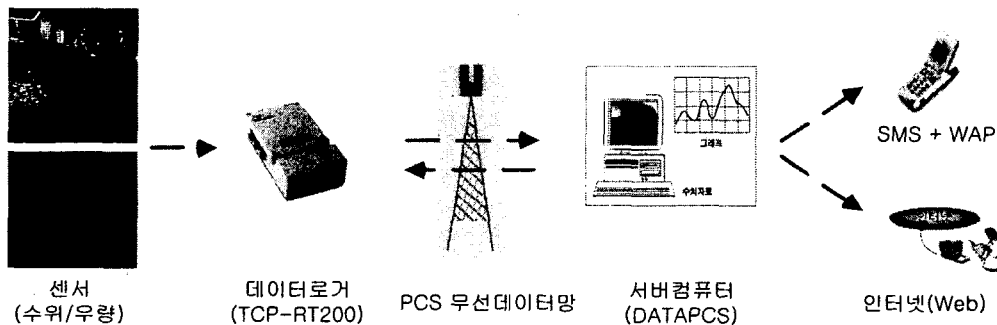 그래프
수치자료
SMS + WAP
센서
(수위/우량)
데이터로거
(TCP-RT200)
PCS 무선데이터망
서버컴퓨터
(DATAPCS)
인터넷(Web)